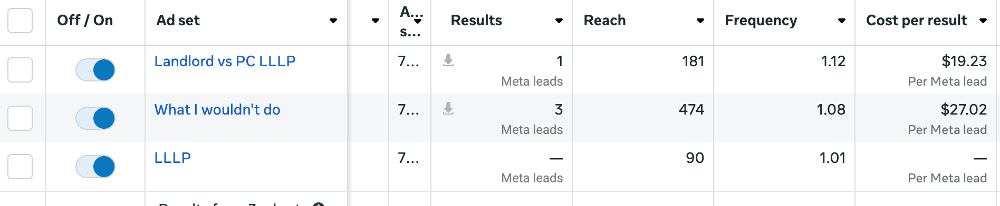 Off / On Ad set A... s... Results Reach Frequency Cost per result
Landlord vs PC LLLP 7... 1 181 1.12 $19.23
Meta leads Per Meta lead
What I wouldn't do 7... 3 474 1.08 $27.02
Meta leads Per Meta lead
LLLP 7... — 90 1.01 —
Meta leads Per Meta lead